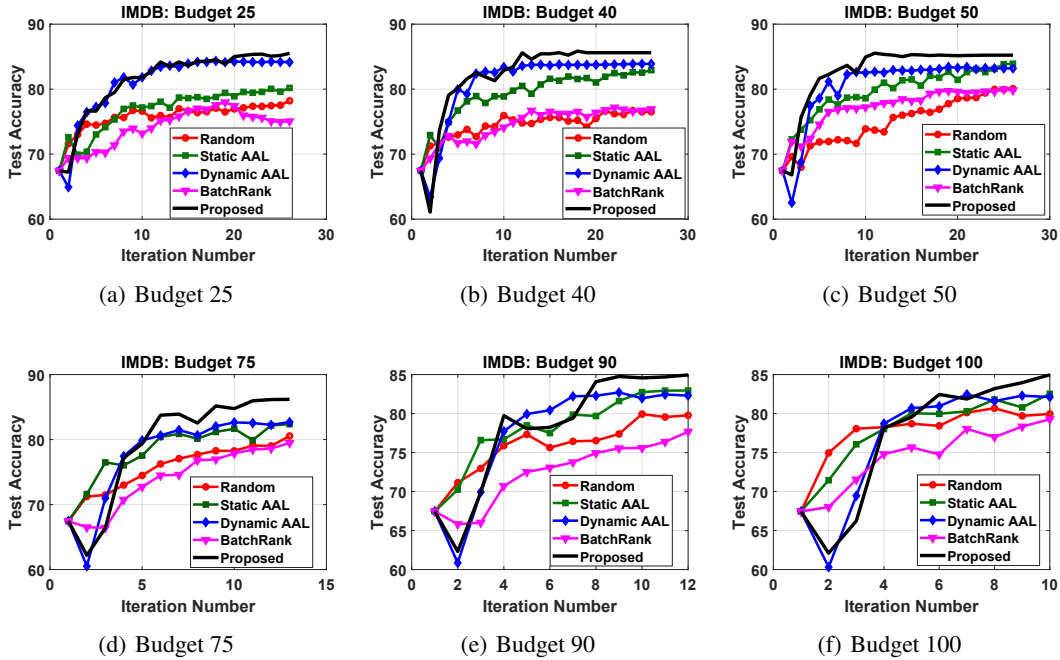 IMDB: Budget 25
Test Accuracy
90
80
70
60
0
10
20
30
Random
Static AAL
Dynamic AAL
BatchRank
Proposed
Iteration Number
(a) Budget 25
IMDB: Budget 40
Test Accuracy
90
80
70
60
0
10
20
30
Random
Static AAL
Dynamic AAL
BatchRank
Proposed
Iteration Number
(b) Budget 40
IMDB: Budget 50
Test Accuracy
90
80
70
60
0
10
20
30
Random
Static AAL
Dynamic AAL
BatchRank
Proposed
Iteration Number
(c) Budget 50
IMDB: Budget 75
Test Accuracy
90
80
70
60
0
5
10
15
Random
Static AAL
Dynamic AAL
BatchRank
Proposed
Iteration Number
(d) Budget 75
IMDB: Budget 90
Test Accuracy
85
80
75
70
65
60
0
2
4
6
8
10
12
Random
Static AAL
Dynamic AAL
BatchRank
Proposed
Iteration Number
(e) Budget 90
IMDB: Budget 100
Test Accuracy
85
80
75
70
65
60
0
2
4
6
8
10
Random
Static AAL
Dynamic AAL
BatchRank
Proposed
Iteration Number
(f) Budget 100